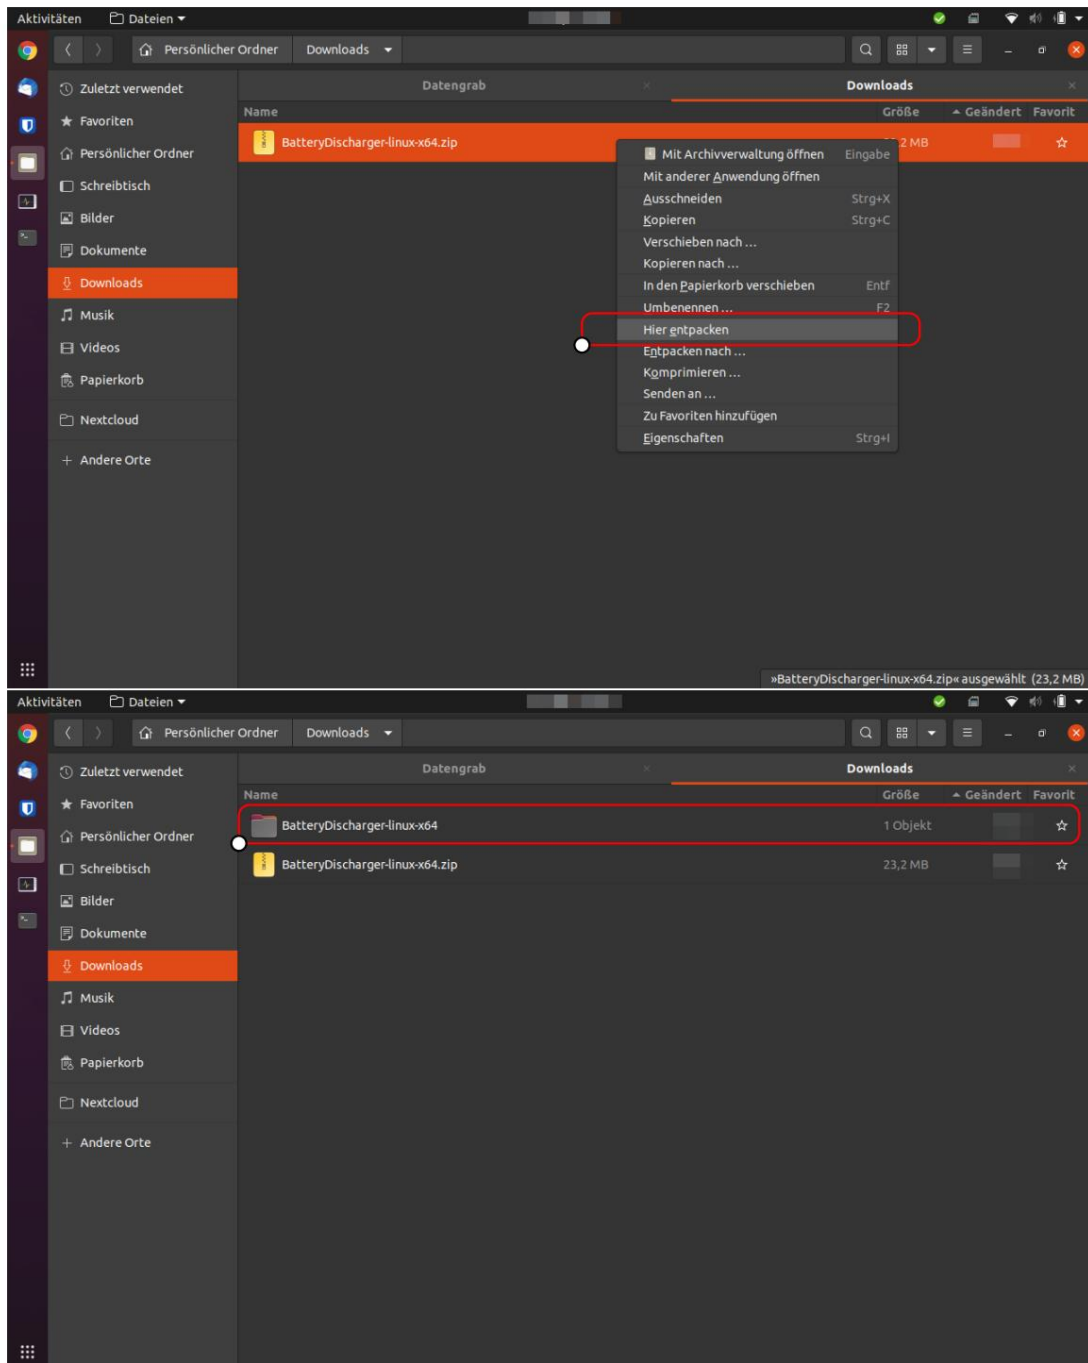 Aktivitäten Dateien
Persönlicher Ordner Downloads
Zuletzt verwendet
Favoriten
Persönlicher Ordner
Schreibtisch
Bilder
Dokumente
Downloads
Musik
Videos
Papierkorb
Nextcloud
+ Andere Orte
Datengrab Downloads
Name Größe Geändert Favorit
BatteryDischarger-linux-x64.zip 2 MB
Mit Archivverwaltung öffnen Eingabe
Mit anderer Anwendung öffnen
Ausschneiden Strg+X
Kopieren Strg+C
Verschieben nach …
Kopieren nach …
In den Papierkorb verschieben Entf
Umbenennen … F2
Hier entpacken
Entpacken nach …
Komprimieren …
Senden an …
Zu Favoriten hinzufügen
Eigenschaften Strg+I
»BatteryDischarger-linux-x64.zip« ausgewählt (23,2 MB)
Aktivitäten Dateien
Persönlicher Ordner Downloads
Zuletzt verwendet
Favoriten
Persönlicher Ordner
Schreibtisch
Bilder
Dokumente
Downloads
Musik
Videos
Papierkorb
Nextcloud
+ Andere Orte
Datengrab Downloads
Name Größe Geändert Favorit
BatteryDischarger-linux-x64 1 Objekt
BatteryDischarger-linux-x64.zip 23,2 MB